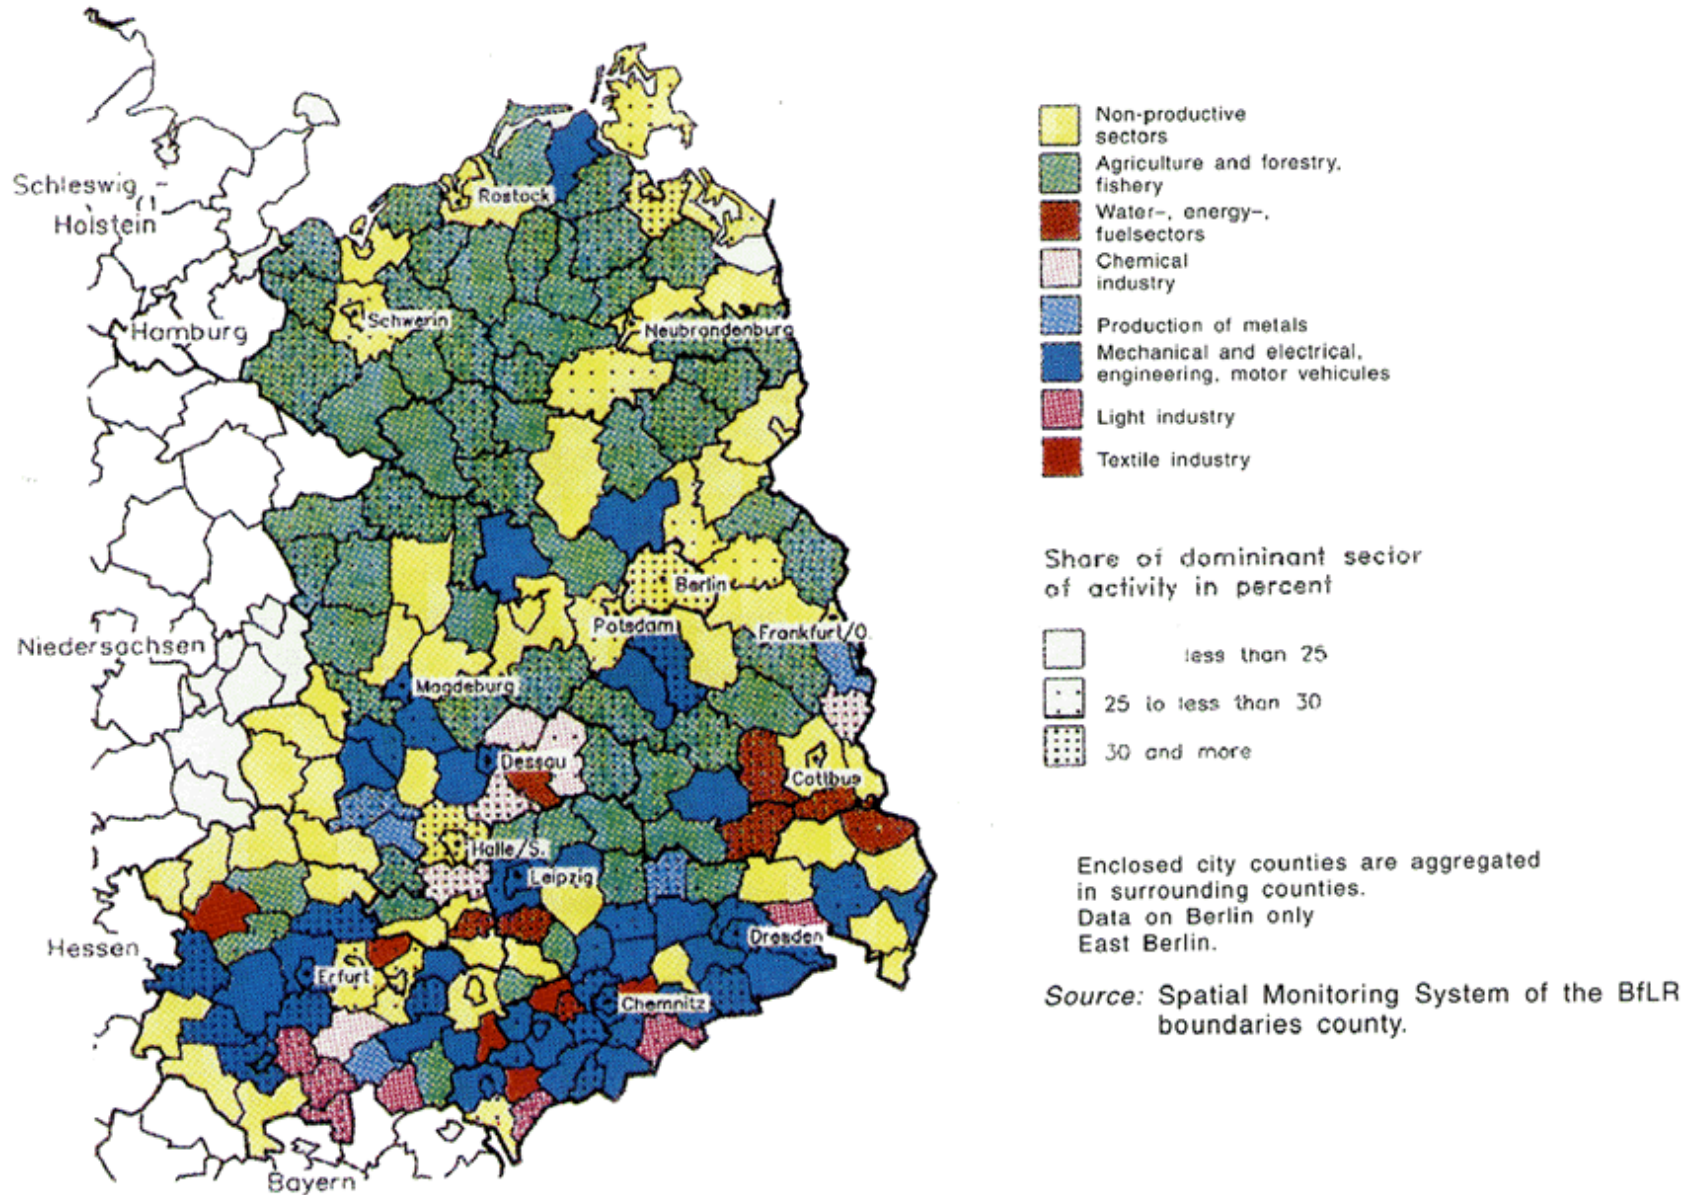 Schleswig -
Holstein
Rostock
Schwerin
Hamburg
Neubrandenburg
Berlin
Potsdam
Frankfurt/O.
Niedersachsen
Magdeburg
Dessau
Cottbus
Halle/S.
Leipzig
Hessen
Dresden
Erfurt
Chemnitz
Bayern
Non-productive
sectors
Agriculture and forestry,
fishery
Water-, energy-,
fuelsectors
Chemical
industry
Production of metals
Mechanical and electrical,
engineering, motor vehicules
Light industry
Textile industry
Share of domininant sector
of activity in percent
less than 25
25 to less than 30
30 and more
Enclosed city counties are aggregated
in surrounding counties.
Data on Berlin only
East Berlin.
Source: Spatial Monitoring System of the BfLR
boundaries county.